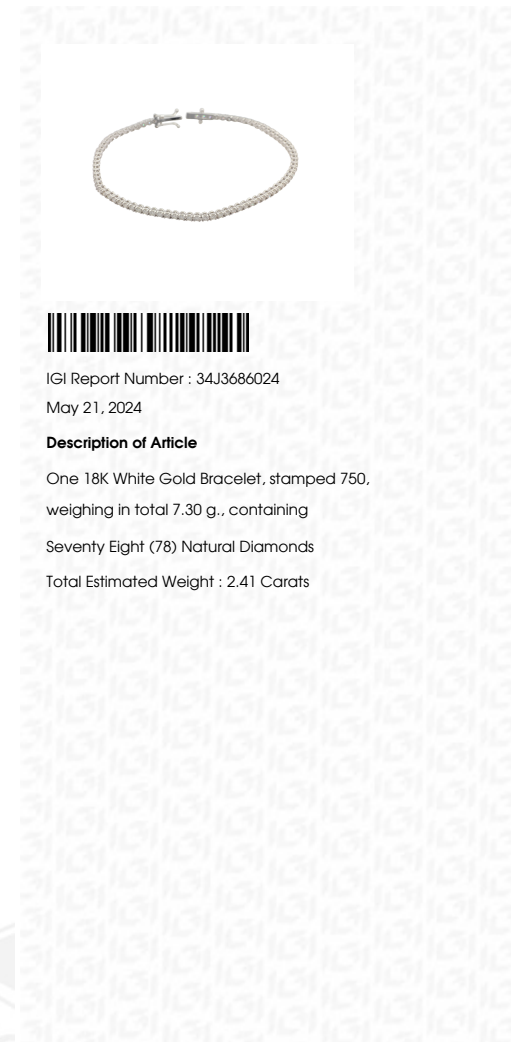 IGI Report Number : 34J3686024
May 21, 2024
Description of Article
One 18K White Gold Bracelet, stamped 750,
weighing in total 7.30 g., containing
Seventy Eight (78) Natural Diamonds
Total Estimated Weight : 2.41 Carats